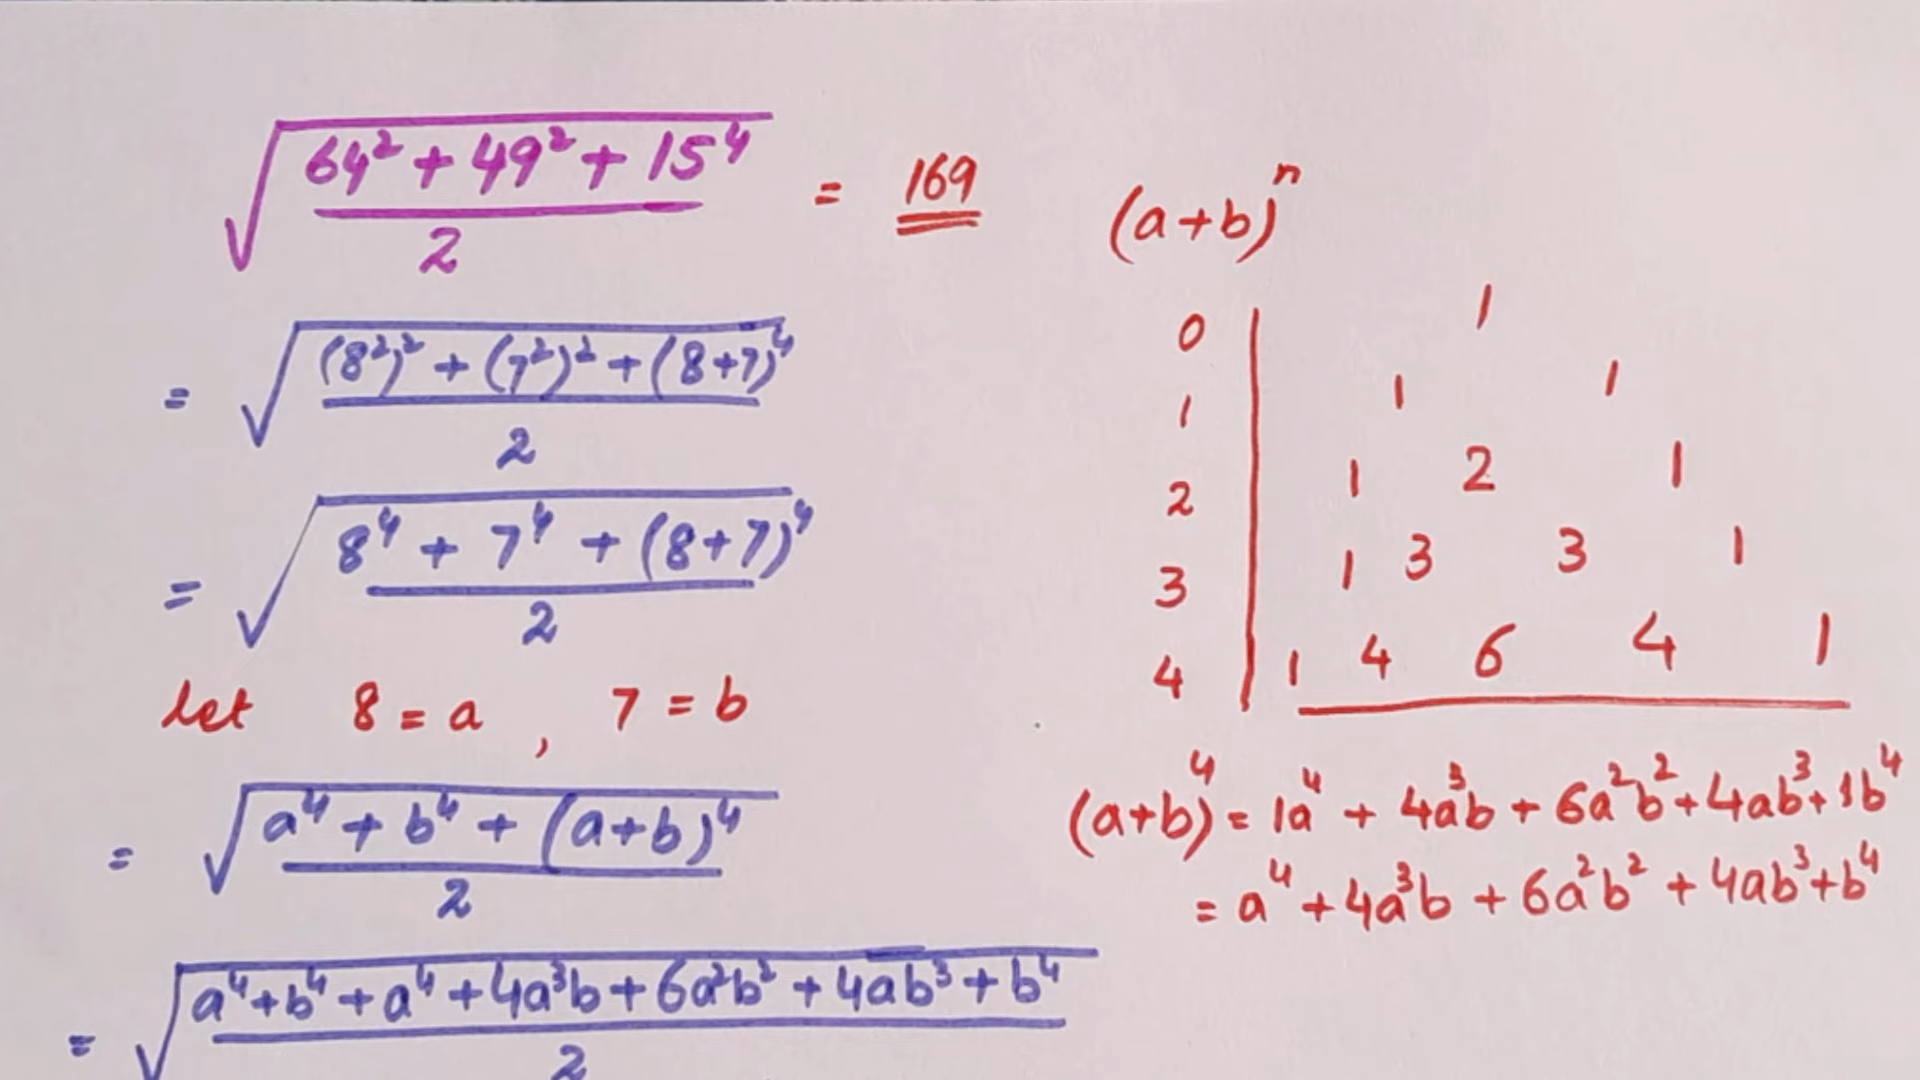 √((64² + 49² + 15⁴)/2) = 169
= √(((8²)² + (7²)² + (8+7)⁴)/2)
= √((8⁴ + 7⁴ + (8+7)⁴)/2)
let 8 = a , 7 = b
= √((a⁴ + b⁴ + (a+b)⁴)/2)
= √((a⁴+b⁴+a⁴+4a³b+6a²b²+4ab³+b⁴)/2)
(a+b)ⁿ
0 | 1
1 | 1 1
2 | 1 2 1
3 | 1 3 3 1
4 | 1 4 6 4 1
(a+b)⁴ = 1a⁴ + 4a³b + 6a²b² + 4ab³ + 1b⁴
= a⁴ + 4a³b + 6a²b² + 4ab³ + b⁴